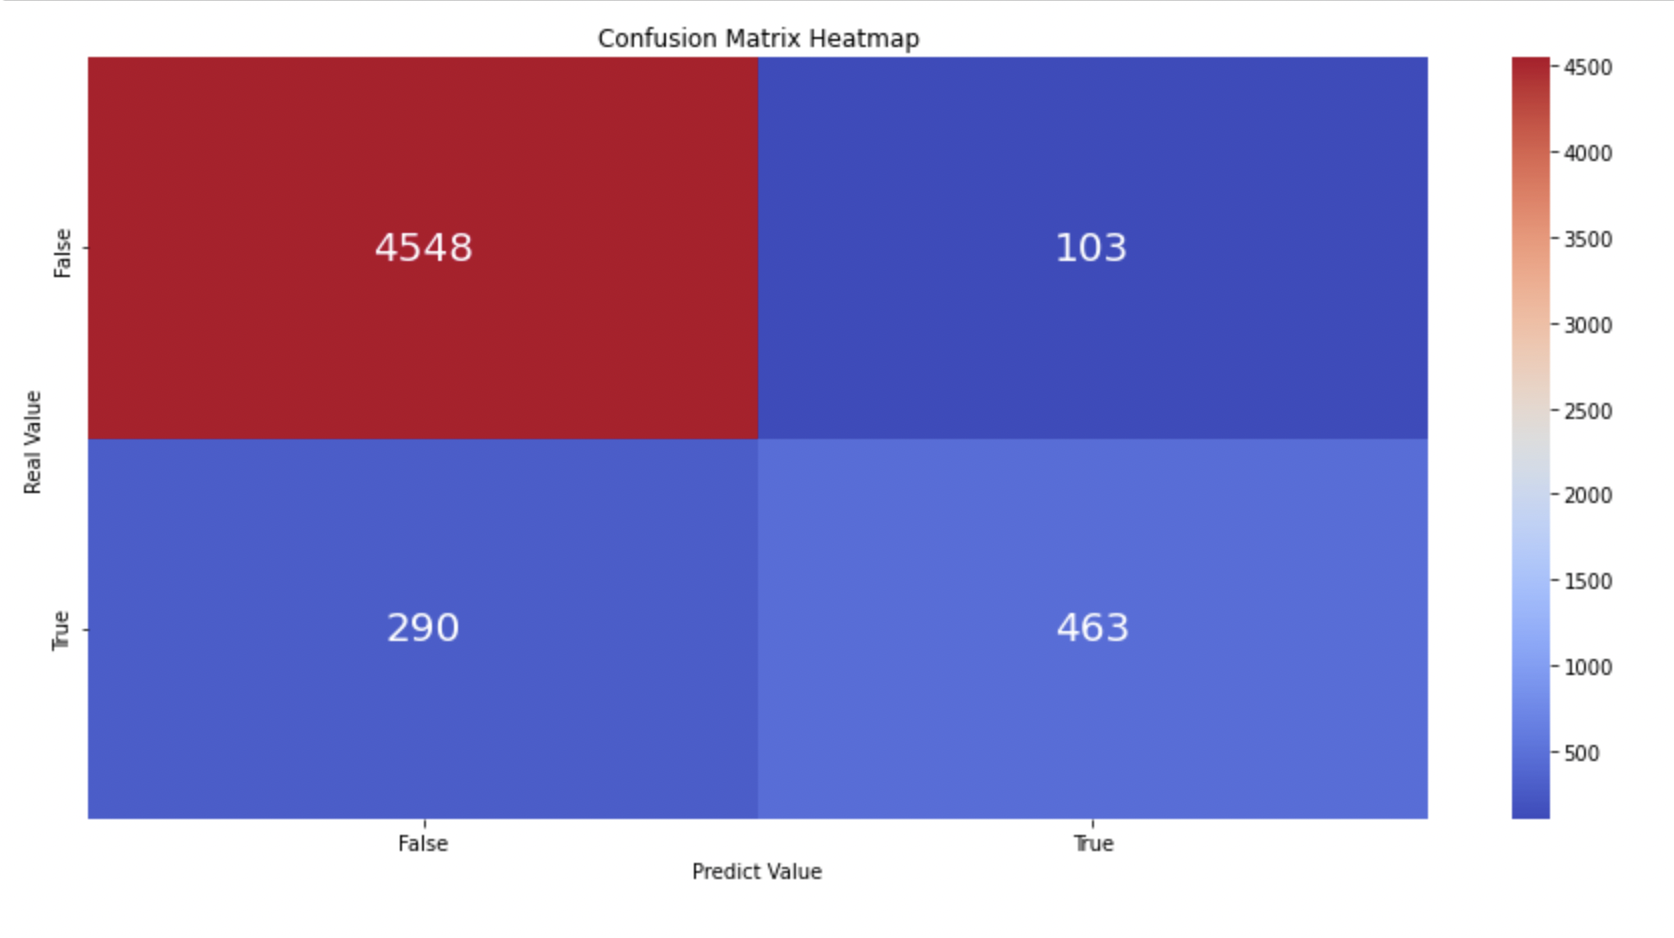 Confusion Matrix Heatmap
4548
103
290
463
False
True
Real Value
False
True
Predict Value
4500
4000
3500
3000
2500
2000
1500
1000
500